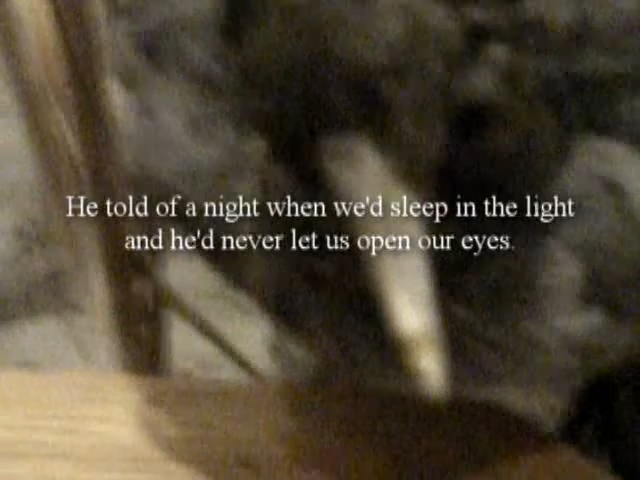 He told of a night when we'd sleep in the light
and he'd never let us open our eyes.